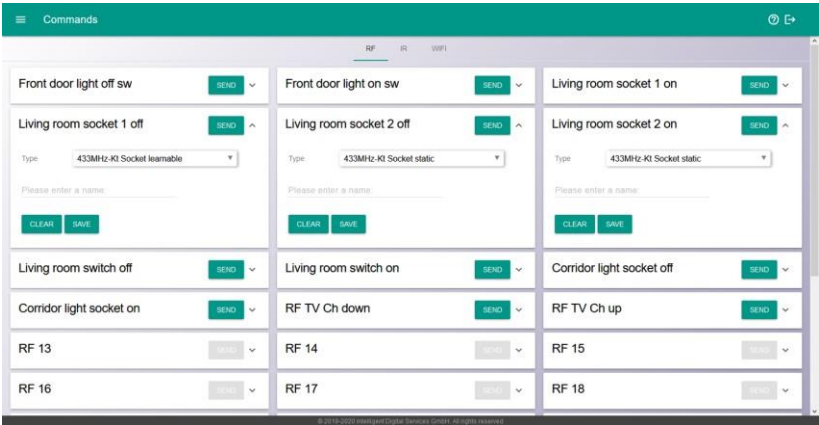 Commands
RF IR WIFI
Front door light off sw SEND
Front door light on sw SEND
Living room socket 1 on SEND
Living room socket 1 off SEND
Type 433MHz-Kt Socket learnable
Please enter a name:
CLEAR SAVE
Living room socket 2 off SEND
Type 433MHz-Kt Socket static
Please enter a name:
CLEAR SAVE
Living room socket 2 on SEND
Type 433MHz-Kt Socket static
Please enter a name:
CLEAR SAVE
Living room switch off SEND
Living room switch on SEND
Corridor light socket off SEND
Corridor light socket on SEND
RF TV Ch down SEND
RF TV Ch up SEND
RF 13 SEND
RF 14 SEND
RF 15 SEND
RF 16 SEND
RF 17 SEND
RF 18 SEND
© 2019-2020 intelligent Digital Services GmbH. All rights reserved